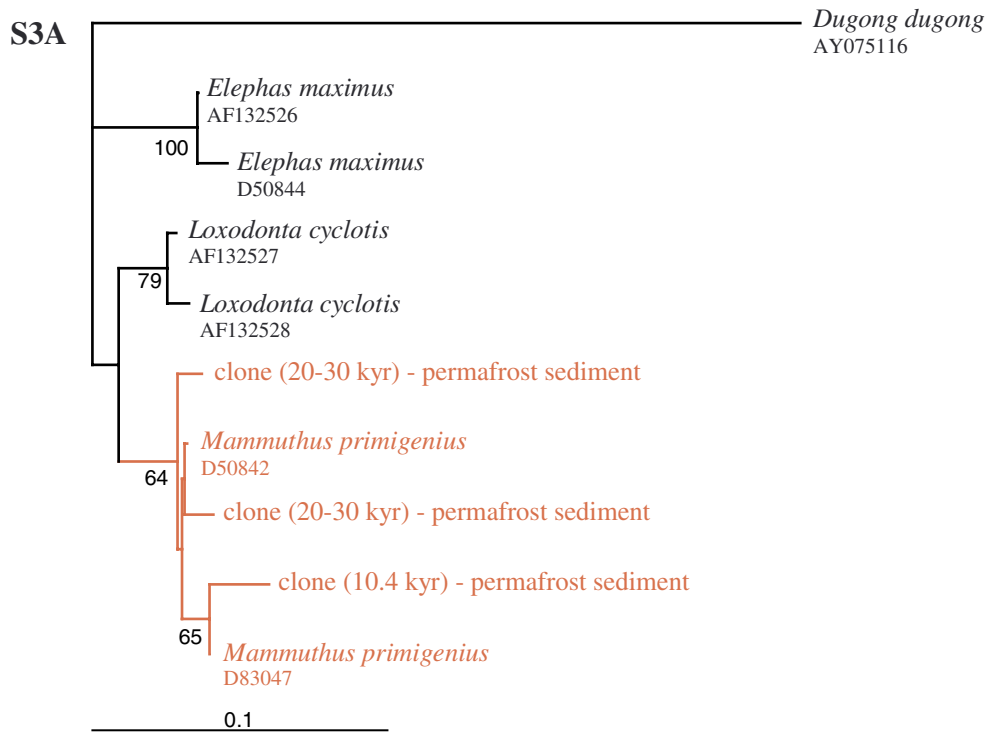 S3A
Dugong dugong
AY075116
Elephas maximus
AF132526
100
Elephas maximus
D50844
Loxodonta cyclotis
AF132527
79
Loxodonta cyclotis
AF132528
clone (20-30 kyr) - permafrost sediment
Mammuthus primigenius
D50842
64
clone (20-30 kyr) - permafrost sediment
clone (10.4 kyr) - permafrost sediment
65
Mammuthus primigenius
D83047
0.1